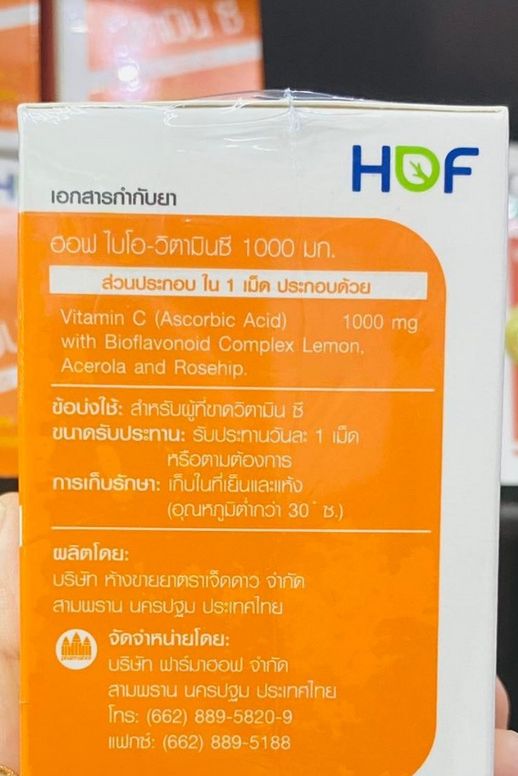 วิตามิน ซี
HOF
เอกสารกำกับยา
ฮอฟ ไบโอ-วิตามินซี 1000 มก.
ส่วนประกอบ ใน 1 เม็ด ประกอบด้วย
Vitamin C (Ascorbic Acid) 1000 mg
with Bioflavonoid Complex Lemon,
Acerola and Rosehip.
ข้อบ่งใช้: สำหรับผู้ที่ขาดวิตามิน ซี
ขนาดรับประทาน: รับประทานวันละ 1 เม็ด
หรือตามต้องการ
การเก็บรักษา: เก็บในที่เย็นและแห้ง
(อุณหภูมิต่ำกว่า 30 ํ ซ.)
ผลิตโดย:
บริษัท ห้างขายยาตราเจ็ดดาว จำกัด
สามพราน นครปฐม ประเทศไทย
จัดจำหน่ายโดย:
บริษัท ฟาร์มาฮอฟ จำกัด
สามพราน นครปฐม ประเทศไทย
โทร: (662) 889-5820-9
แฟกซ์: (662) 889-5188